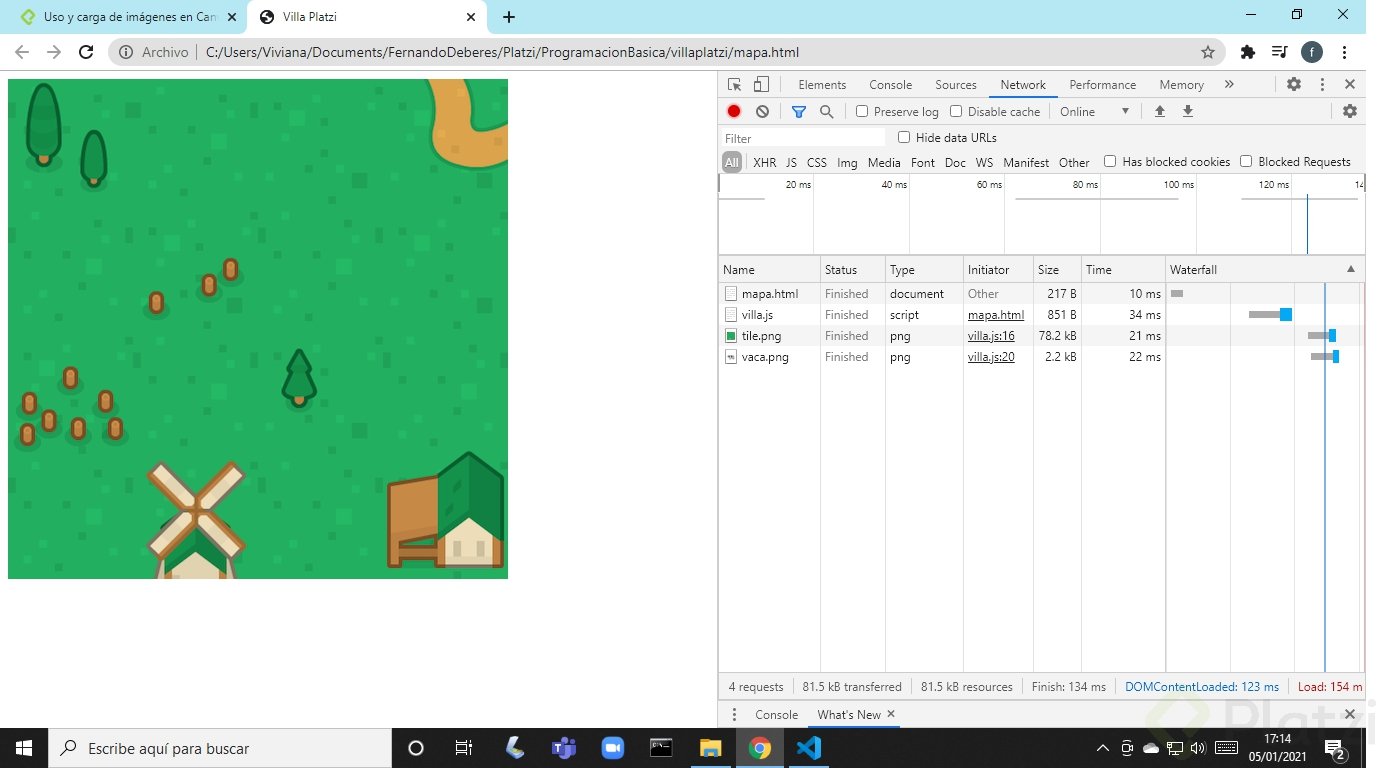 Uso y carga de imágenes en Can
Villa Platzi
Archivo
C:/Users/Viviana/Documents/FernandoDeberes/Platzi/ProgramacionBasica/villaplatzi/mapa.html
f
Elements Console Sources Network Performance Memory »
Preserve log Disable cache Online
Filter Hide data URLs
All XHR JS CSS Img Media Font Doc WS Manifest Other Has blocked cookies Blocked Requests
20 ms 40 ms 60 ms 80 ms 100 ms 120 ms 14
Name Status Type Initiator Size Time Waterfall
mapa.html Finished document Other 217 B 10 ms
villa.js Finished script mapa.html 851 B 34 ms
tile.png Finished png villa.js:16 78.2 kB 21 ms
vaca.png Finished png villa.js:20 2.2 kB 22 ms
4 requests 81.5 kB transferred 81.5 kB resources Finish: 134 ms DOMContentLoaded: 123 ms Load: 154 m
Console What's New
Platzi
Escribe aquí para buscar
17:14
05/01/2021
2